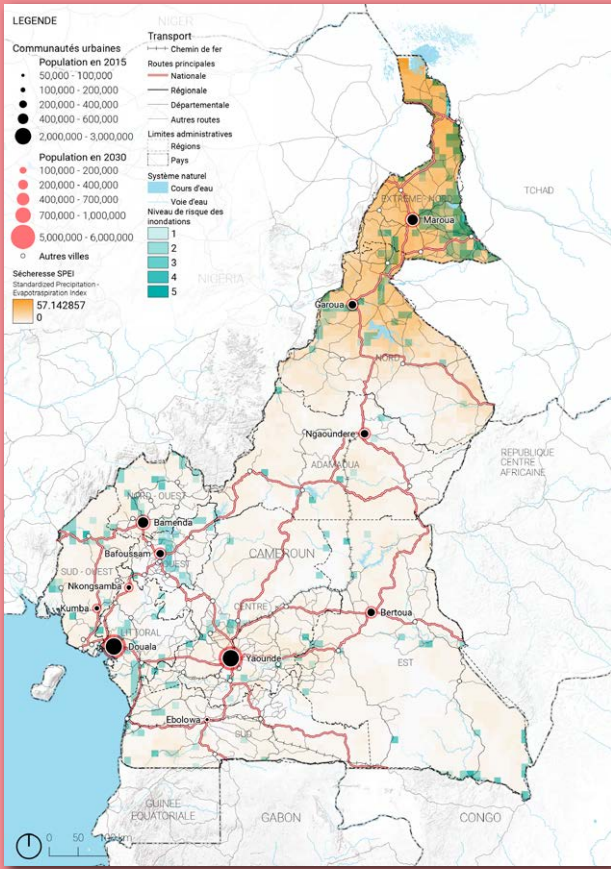 LEGENDE
Communautés urbaines
Population en 2015
50,000 - 100,000
100,000 - 200,000
200,000 - 400,000
400,000 - 600,000
2,000,000 - 3,000,000
Population en 2030
100,000 - 200,000
200,000 - 400,000
400,000 - 700,000
700,000 - 1,000,000
5,000,000 - 6,000,000
Autres villes
Sécheresse SPEI
Standardized Precipitation -
Evapotraspiration Index
57.142857
0
Transport
Chemin de fer
Routes principales
Nationale
Régionale
Départementale
Autres routes
Limites administratives
Régions
Pays
Système naturel
Cours d'eau
Voie d'eau
Niveau de risque des
inondations
1
2
3
4
5
NIGER
TCHAD
EXTRÊME - NORD
Maroua
NIGERIA
Garoua
NORD
Ngaoundere
ADAMAOUA
REPUBLIQUE
CENTRE
AFRICAINE
NORD - OUEST
Bamenda
Bafoussam
OUEST
CAMEROUN
SUD - OUEST
Nkongsamba
Kumba
CENTRE
Bertoua
LITTORAL
Douala
Yaounde
EST
Ebolowa
SUD
GUINEE
EQUATORIALE
GABON
CONGO
0 50 100 km